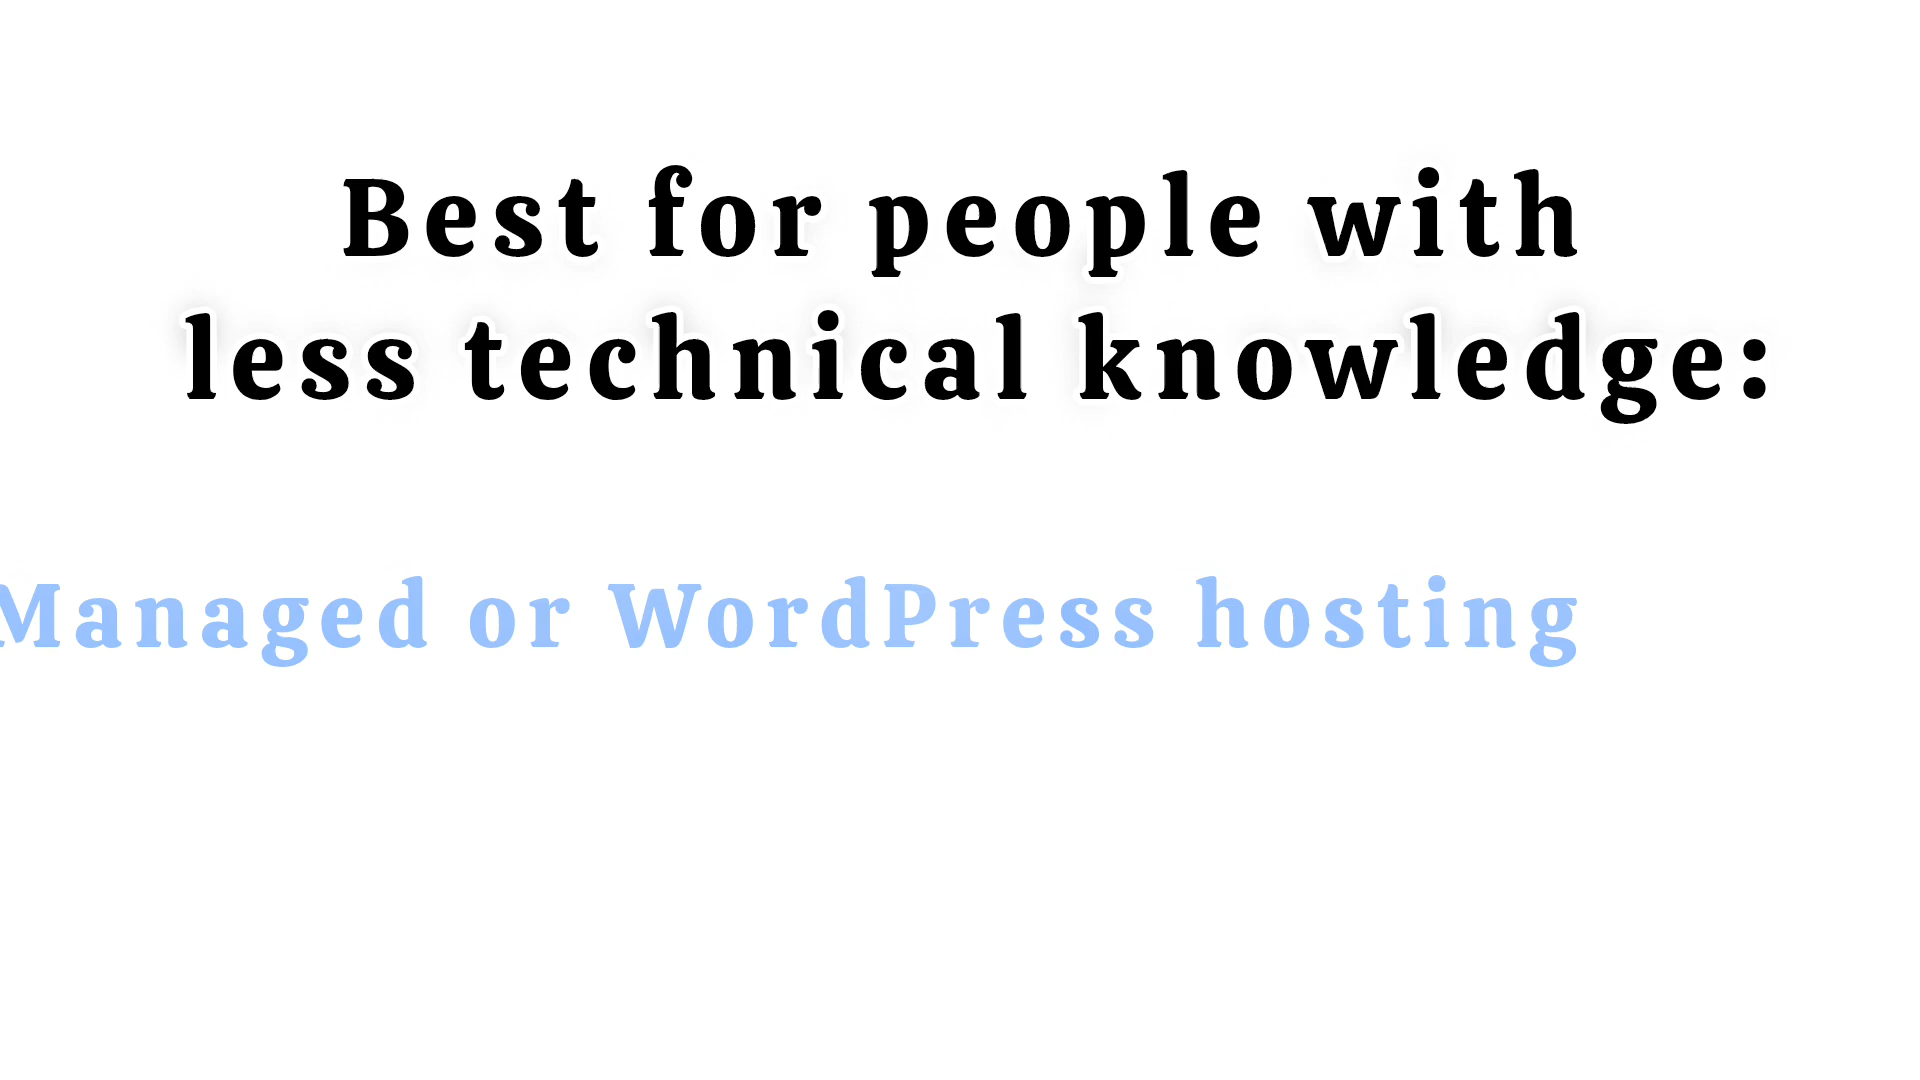 Best for people with
less technical knowledge:
Managed or WordPress hosting